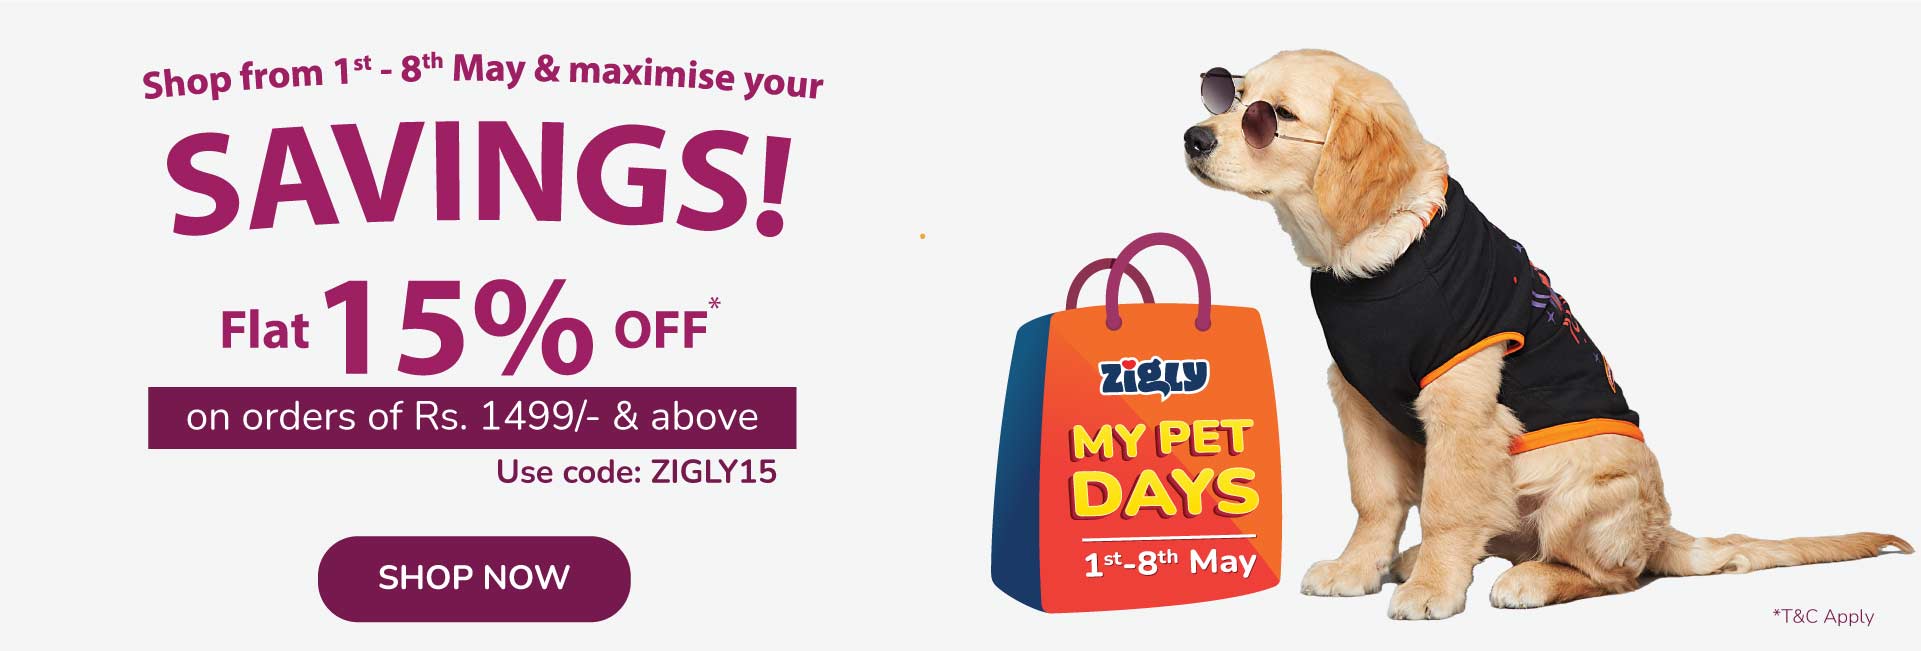 Shop from 1st - 8th May & maximise your
SAVINGS!
Flat 15% OFF*
on orders of Rs. 1499/- & above
Use code: ZIGLY15
SHOP NOW
zigly
MY PET
DAYS
1st-8th May
*T&C Apply